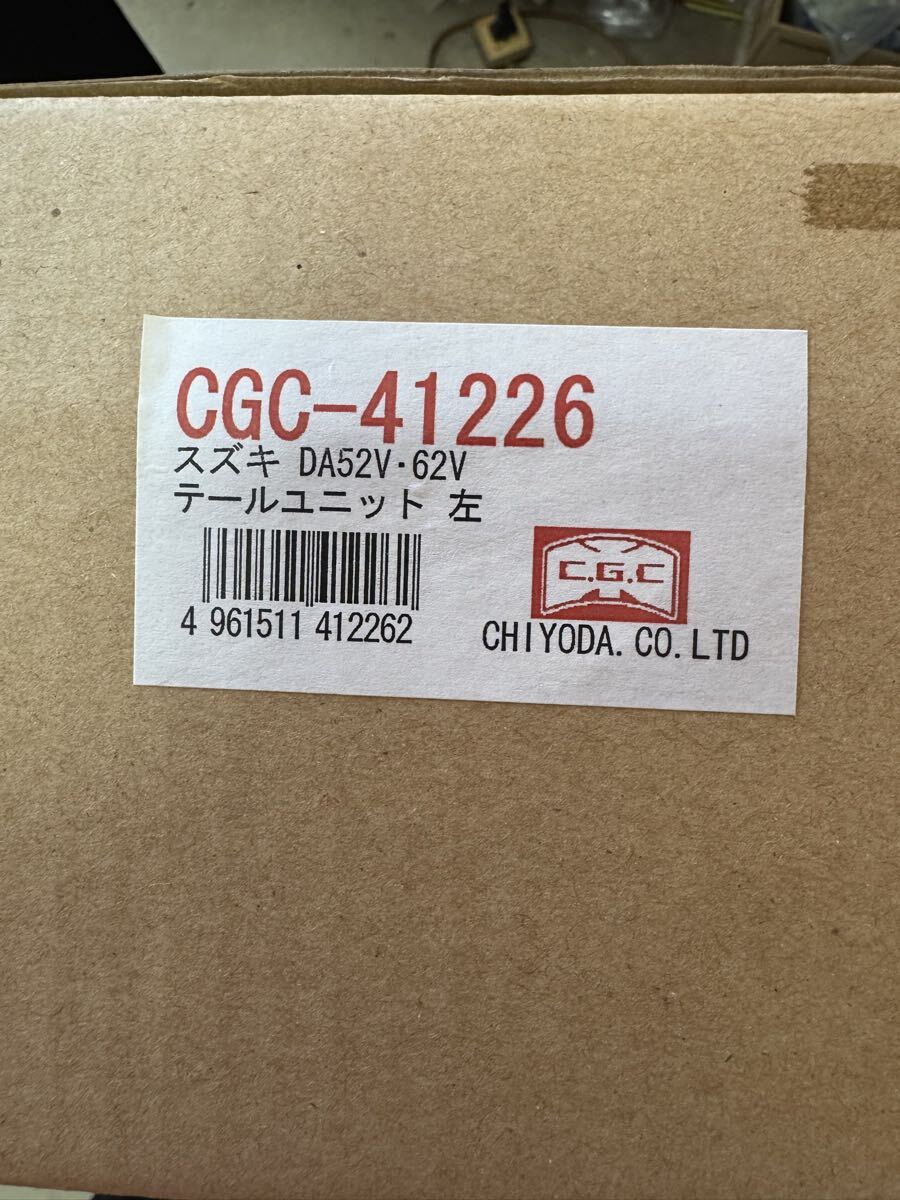 CGC-41226
スズキ DA52V･62V
テールユニット 左
4 961511 412262
C.G.C
CHIYODA.CO.LTD